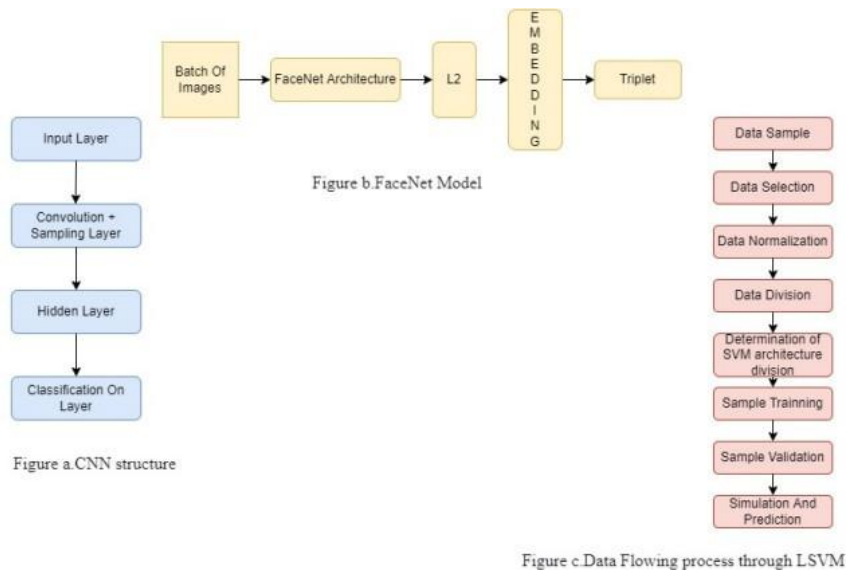 Batch Of
Images
FaceNet Architecture
L2
E
M
B
E
D
D
I
N
G
Triplet
Figure b.FaceNet Model
Input Layer
Convolution +
Sampling Layer
Hidden Layer
Classification On
Layer
Figure a.CNN structure
Data Sample
Data Selection
Data Normalization
Data Division
Determination of
SVM architecture
division
Sample Trainning
Sample Validation
Simulation And
Prediction
Figure c.Data Flowing process through LSVM